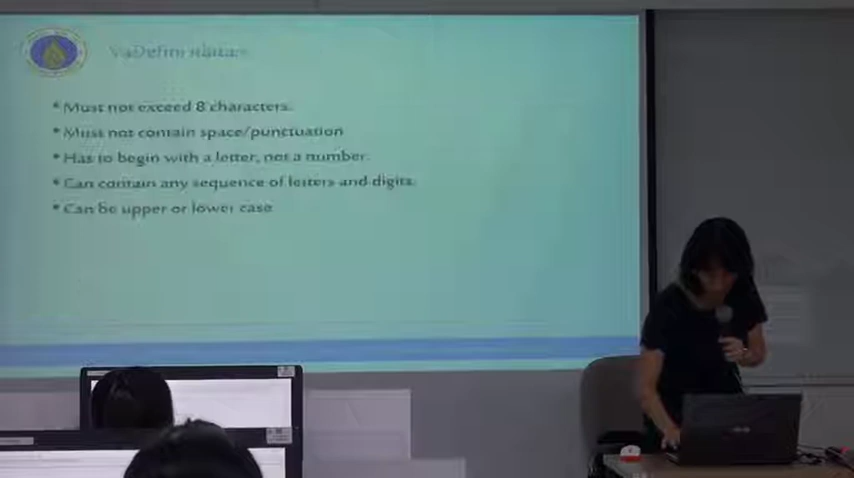 * Must not exceed 8 characters.
* Must not contain space/punctuation
* Has to begin with a letter, not a number.
* Can contain any sequence of letters and digits.
* Can be upper or lower case